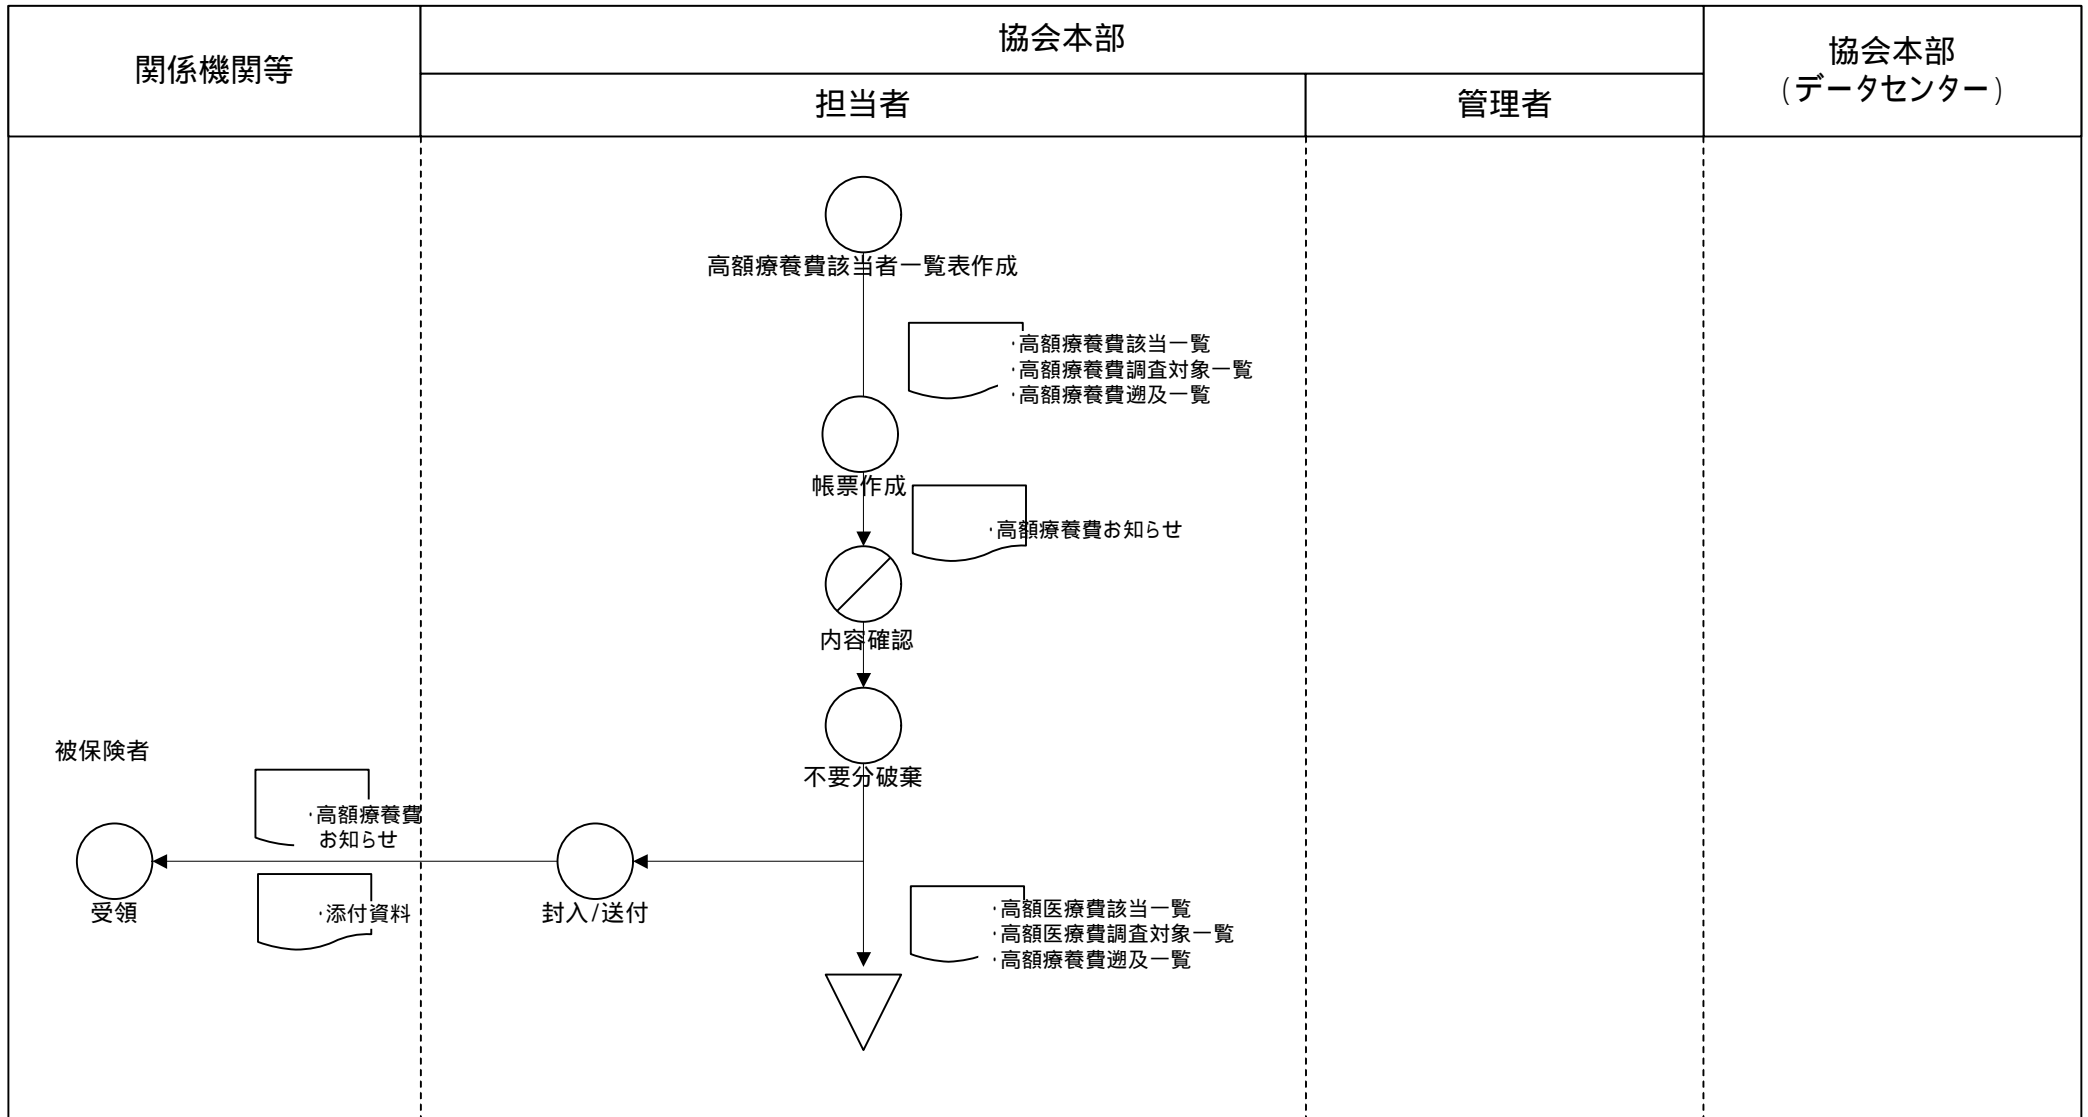 関係機関等
協会本部
担当者
管理者
協会本部
(データセンター)
高額療養費該当者一覧表作成
・高額療養費該当一覧
・高額療養費調査対象一覧
・高額療養費遡及一覧
帳票作成
・高額療養費お知らせ
内容確認
不要分破棄
被保険者
・高額療養費
お知らせ
受領
・添付資料
封入/送付
・高額医療費該当一覧
・高額医療費調査対象一覧
・高額療養費遡及一覧